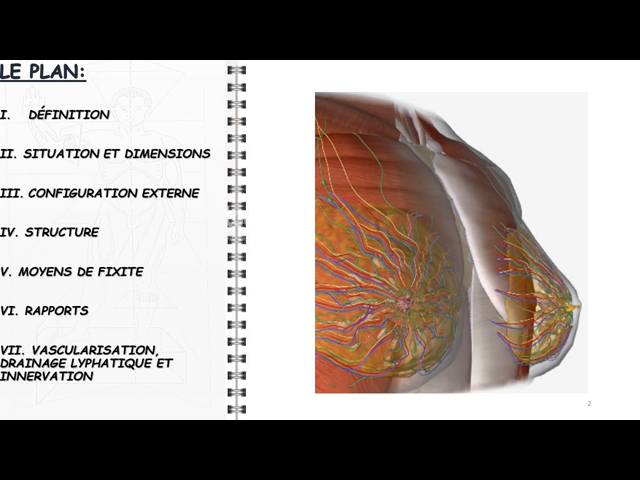 LE PLAN:
I. DÉFINITION
II. SITUATION ET DIMENSIONS
III. CONFIGURATION EXTERNE
IV. STRUCTURE
V. MOYENS DE FIXITE
VI. RAPPORTS
VII. VASCULARISATION,
DRAINAGE LYPHATIQUE ET
INNERVATION
2